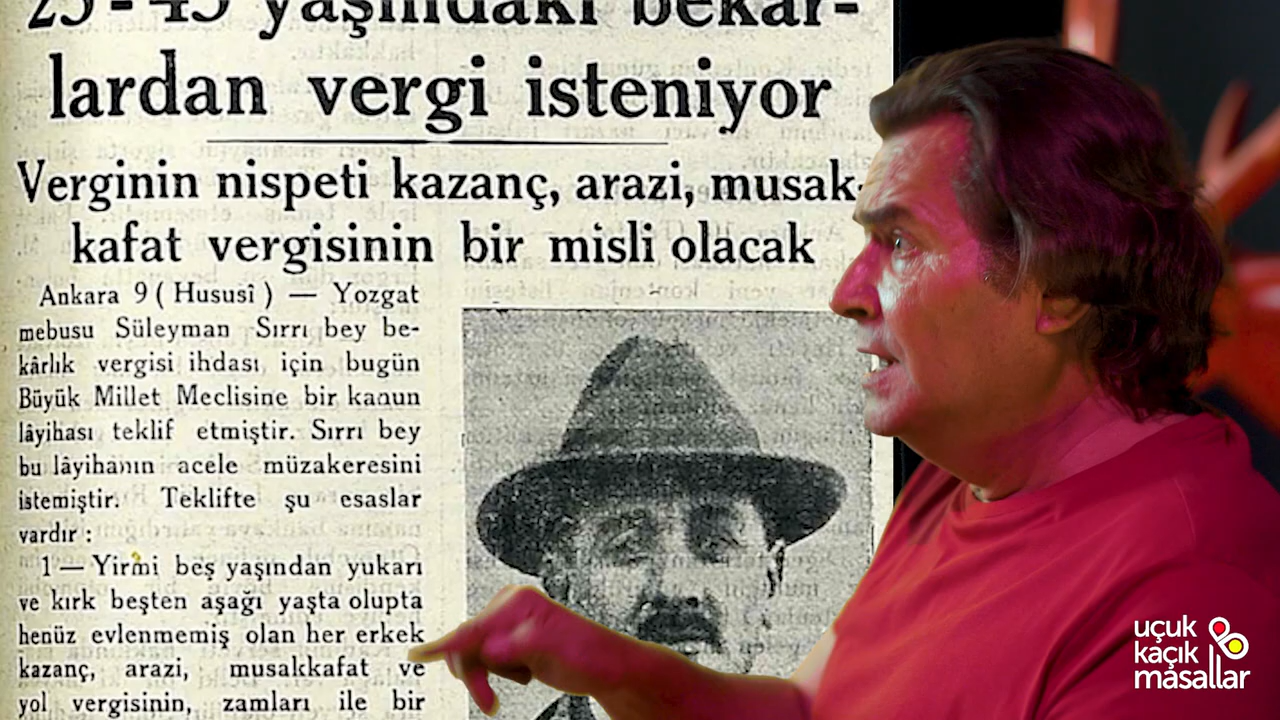 25-45 yaşındaki bekâr-
lardan vergi isteniyor
Verginin nispeti kazanç, arazi, musak-
kafat vergisinin bir misli olacak
Ankara 9 ( Hususî ) — Yozgat
mebusu Süleyman Sırrı bey be-
kârlık vergisi ihdası için bugün
Büyük Millet Meclisine bir kanun
lâyihası teklif etmiştir. Sırrı bey
bu lâyihanın acele müzakeresini
istemiştir. Teklifte şu esaslar
vardır :
1 — Yirmi beş yaşından yukarı
ve kırk beşten aşağı yaşta olupta
henüz evlenmemiş olan her erkek
kazanç, arazi, musakkafat ve
yol vergisinin, zamları ile bir
uçuk
kaçık
masallar